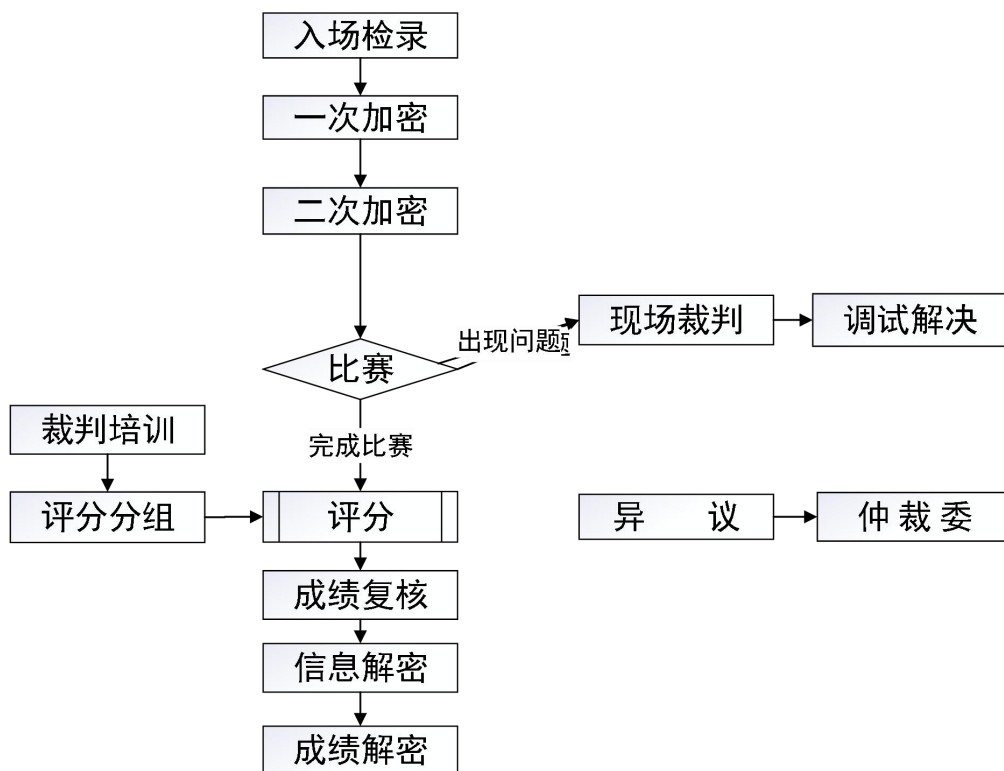 入场检录
一次加密
二次加密
现场裁判
调试解决
出现问题
比赛
裁判培训
完成比赛
评分分组
评分
异 议
仲 裁 委
成绩复核
信息解密
成绩解密